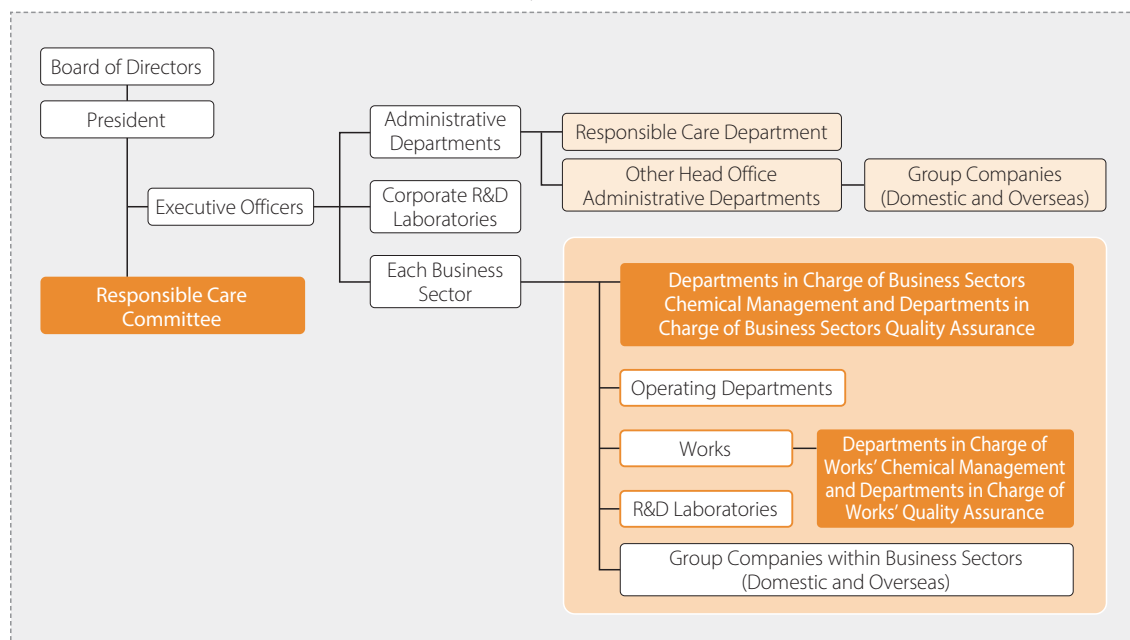 Board of Directors
President
Executive Officers
Responsible Care
Committee
Administrative
Departments
Corporate R&D
Laboratories
Each Business
Sector
Responsible Care Department
Other Head Office
Administrative Departments
Group Companies
(Domestic and Overseas)
Departments in Charge of Business Sectors
Chemical Management and Departments in
Charge of Business Sectors Quality Assurance
Operating Departments
Works
Departments in Charge of
Works’ Chemical Management
and Departments in Charge of
Works’ Quality Assurance
R&D Laboratories
Group Companies within Business Sectors
(Domestic and Overseas)